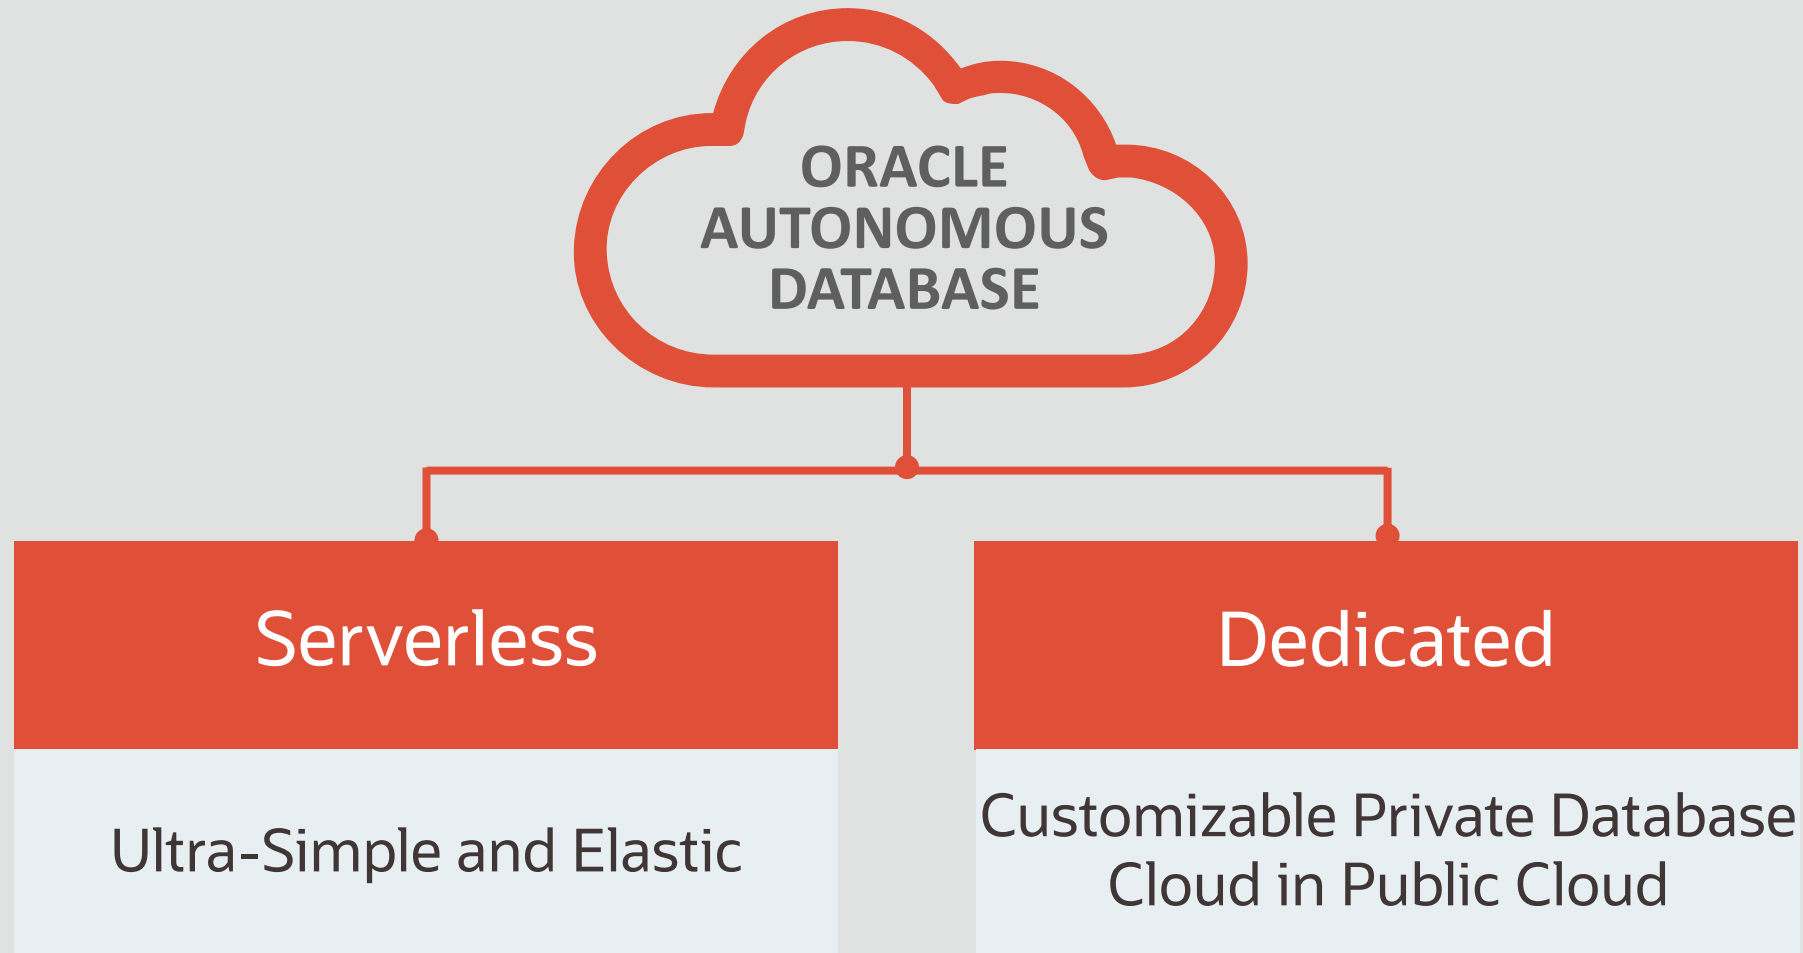 ORACLE
AUTONOMOUS
DATABASE
Serverless
Dedicated
Ultra-Simple and Elastic
Customizable Private Database
Cloud in Public Cloud